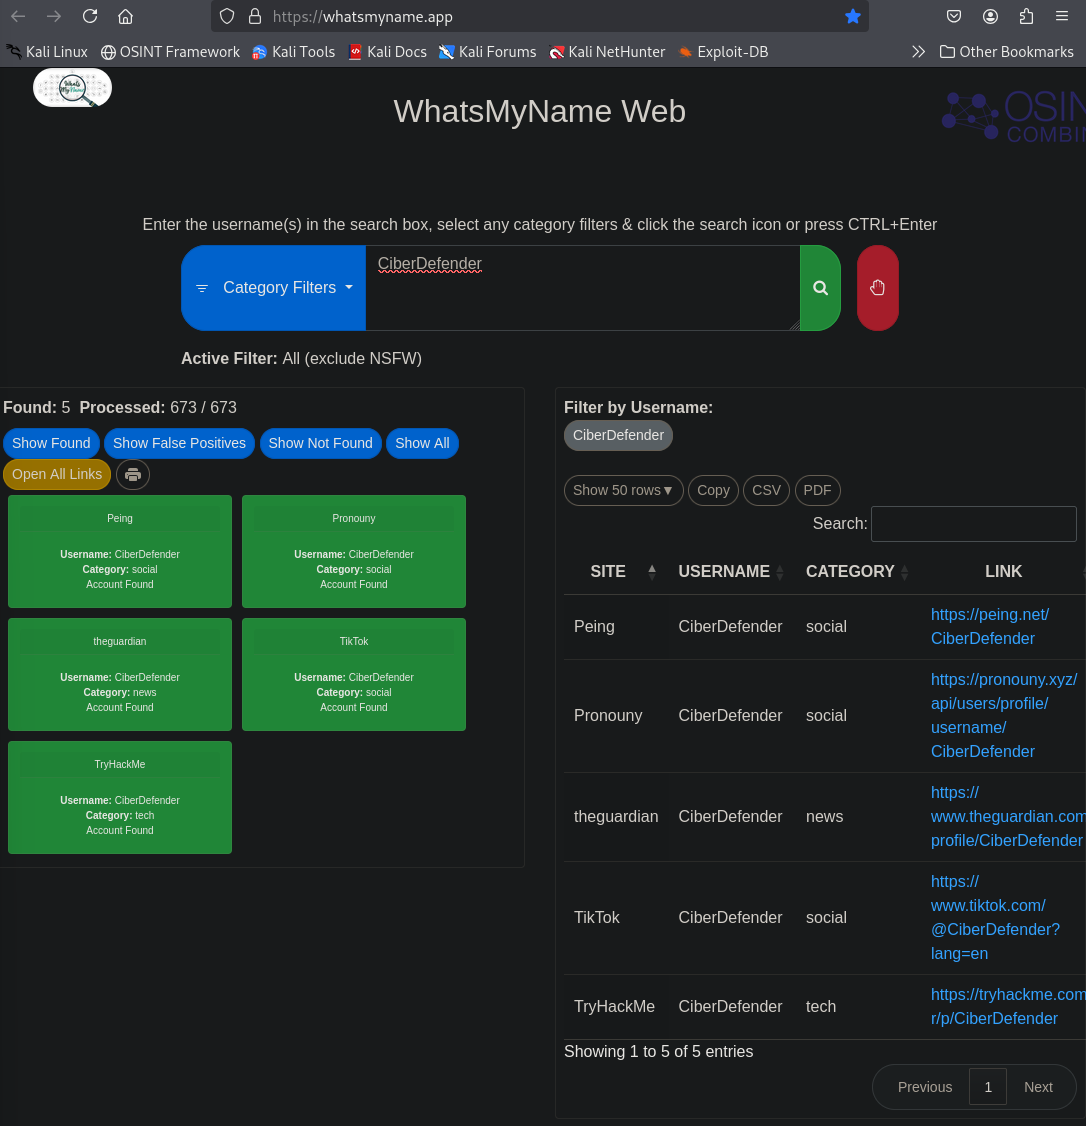 https://whatsmyname.app
Kali Linux OSINT Framework Kali Tools Kali Docs Kali Forums Kali NetHunter Exploit-DB Other Bookmarks
Whats
MyName
WhatsMyName Web
OSIN
COMBI
Enter the username(s) in the search box, select any category filters & click the search icon or press CTRL+Enter
Category Filters
CiberDefender
Active Filter: All (exclude NSFW)
Found: 5 Processed: 673 / 673
Show Found Show False Positives Show Not Found Show All
Open All Links
Peing
Username: CiberDefender
Category: social
Account Found
Pronouny
Username: CiberDefender
Category: social
Account Found
theguardian
Username: CiberDefender
Category: news
Account Found
TikTok
Username: CiberDefender
Category: social
Account Found
TryHackMe
Username: CiberDefender
Category: tech
Account Found
Filter by Username:
CiberDefender
Show 50 rows▼ Copy CSV PDF
Search:
SITE USERNAME CATEGORY LINK
Peing CiberDefender social https://peing.net/
CiberDefender
Pronouny CiberDefender social https://pronouny.xyz/
api/users/profile/
username/
CiberDefender
theguardian CiberDefender news https://
www.theguardian.com
profile/CiberDefender
TikTok CiberDefender social https://
www.tiktok.com/
@CiberDefender?
lang=en
TryHackMe CiberDefender tech https://tryhackme.com
r/p/CiberDefender
Showing 1 to 5 of 5 entries
Previous 1 Next